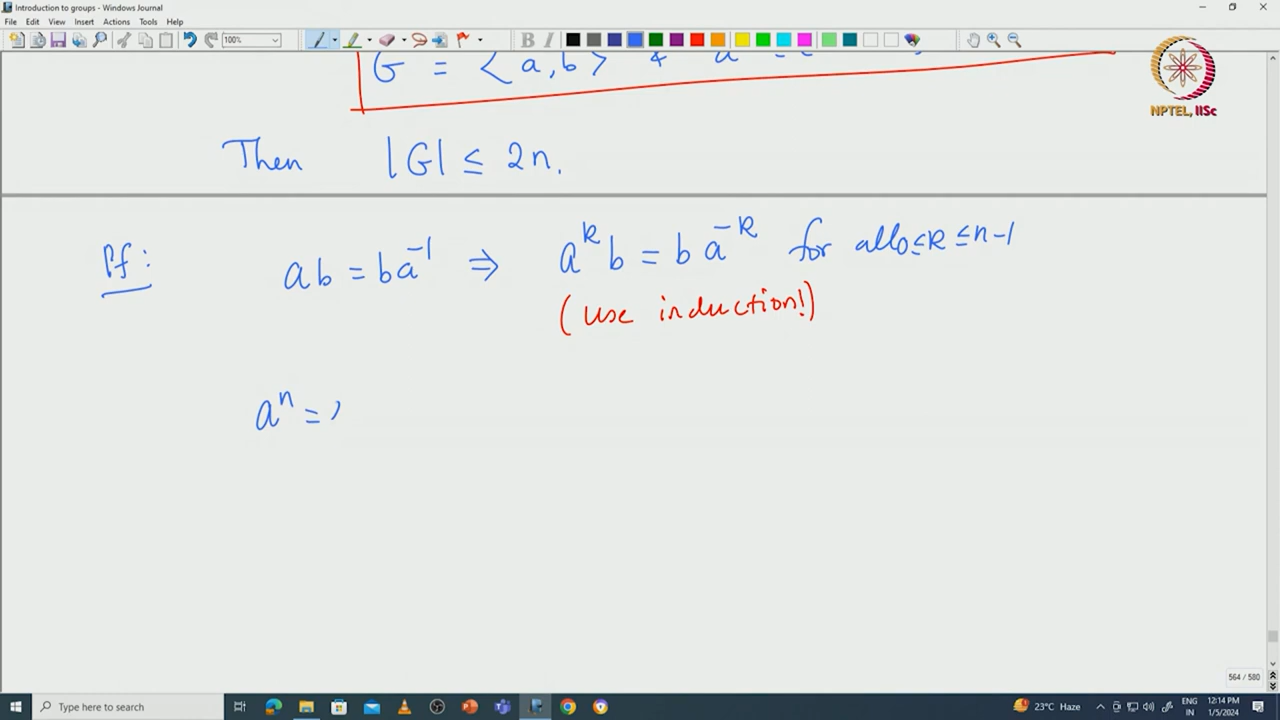 Introduction to groups - Windows Journal
File Edit View Insert Actions Tools Help
100%
B I
G = <a, b> &
NPTEL, IISc
Then |G| ≤ 2n.
Pf: ab = ba⁻¹ ⇒ aᵏb = ba⁻ᵏ for all 0≤k≤n-1
(use induction!)
aⁿ =
564 / 580
Type here to search
23°C Haze
ENG
IN
12:14 PM
1/5/2024